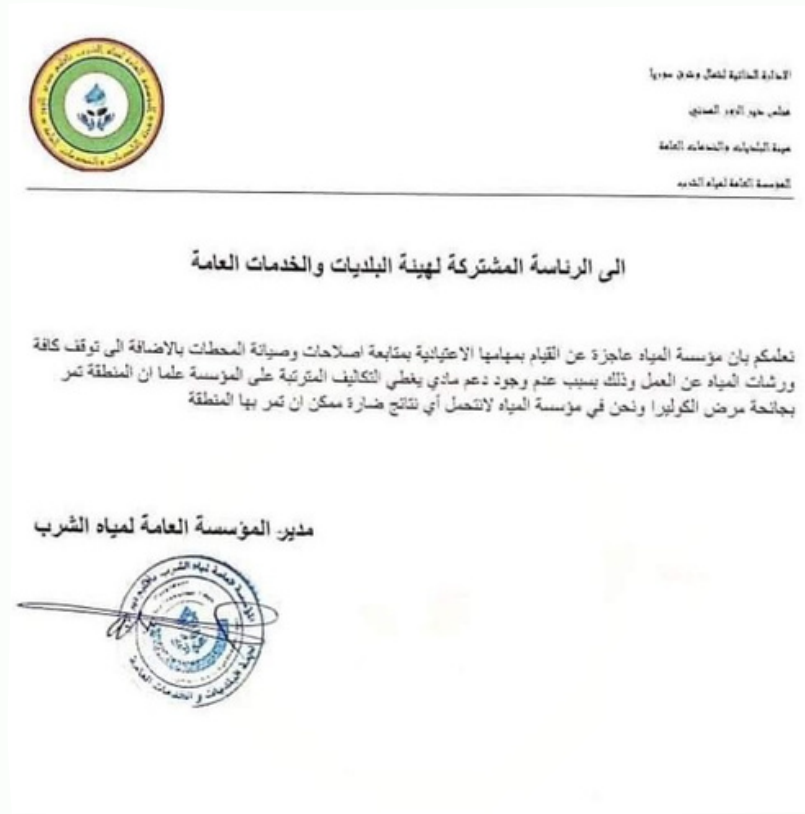 الادارة الذاتية لشمال وشرق سوريا
مجلس دير الزور المدني
هيئة البلديات والخدمات العامة
المؤسسة العامة لمياه الشرب
الى الرئاسة المشتركة لهيئة البلديات والخدمات العامة
نعلمكم بان مؤسسة المياه عاجزة عن القيام بمهامها الاعتيادية بمتابعة اصلاحات وصيانة المحطات بالاضافة الى توقف كافة
ورشات المياه عن العمل وذلك بسبب عدم وجود دعم مادي يغطي التكاليف المترتبة على المؤسسة علما ان المنطقة تمر
بجائحة مرض الكوليرا ونحن في مؤسسة المياه لانتحمل أي نتائج ضارة ممكن ان تمر بها المنطقة
مدير المؤسسة العامة لمياه الشرب